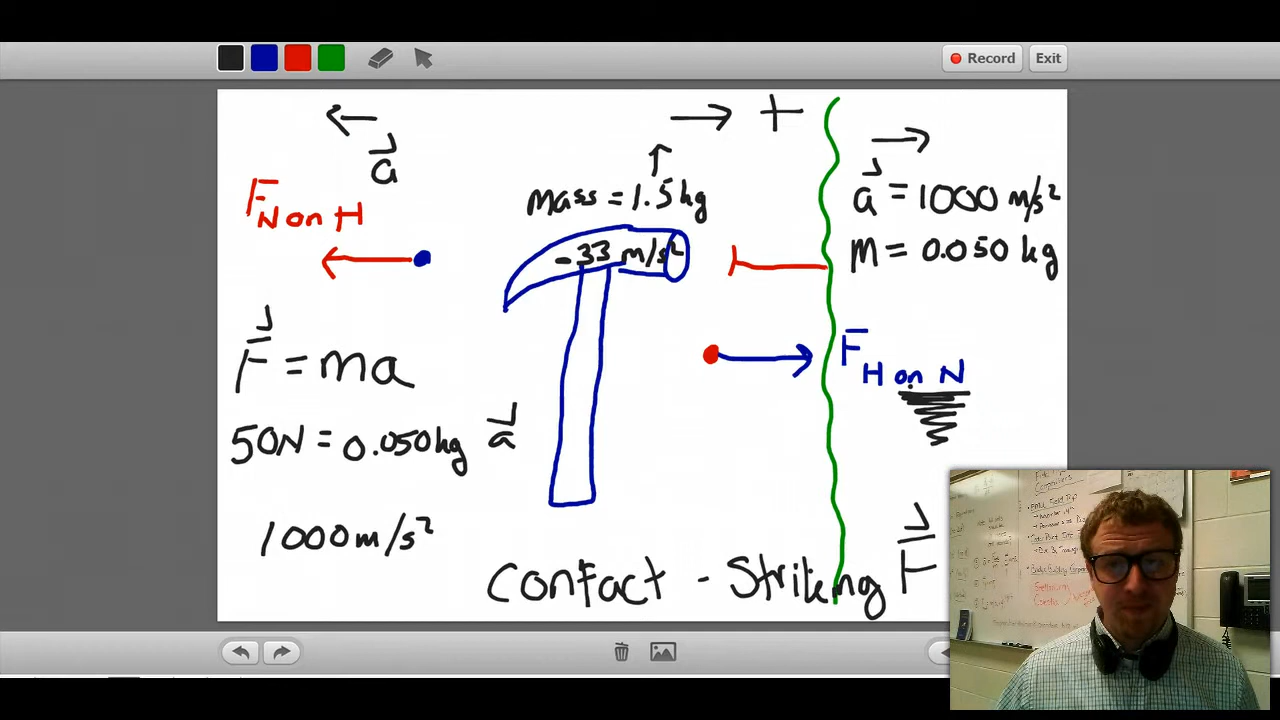 Record Exit
→ +
← a⃗
mass = 1.5 kg
F N on H
-33 m/s²
a⃗ = 1000 m/s²
m = 0.050 kg
F⃗ = ma
F H on N
50N = 0.050 kg a⃗
1000 m/s²
Contact - Striking F⃗